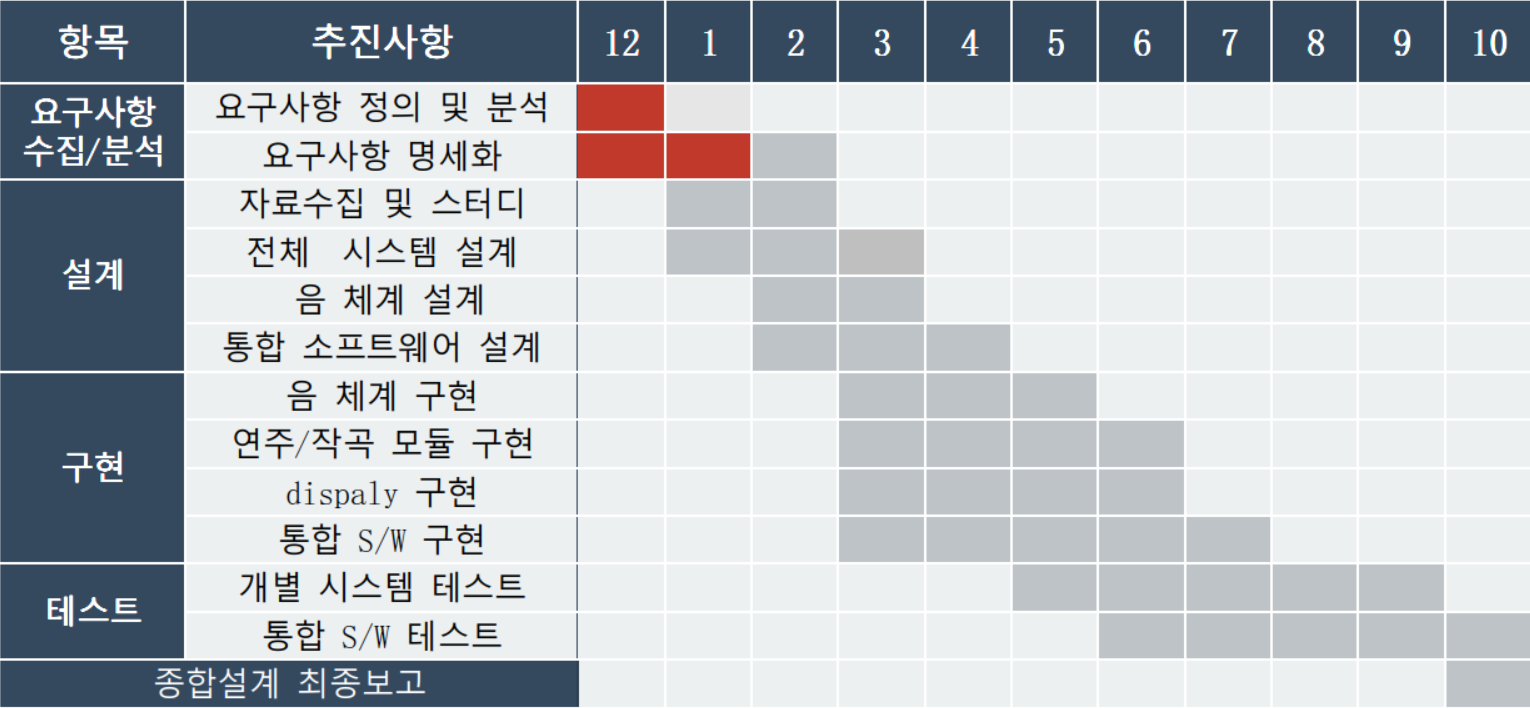 항목 추진사항 12 1 2 3 4 5 6 7 8 9 10
요구사항
수집/분석
요구사항 정의 및 분석
요구사항 명세화
설계
자료수집 및 스터디
전체 시스템 설계
음 체계 설계
통합 소프트웨어 설계
구현
음 체계 구현
연주/작곡 모듈 구현
dispaly 구현
통합 S/W 구현
테스트
개별 시스템 테스트
통합 S/W 테스트
종합설계 최종보고